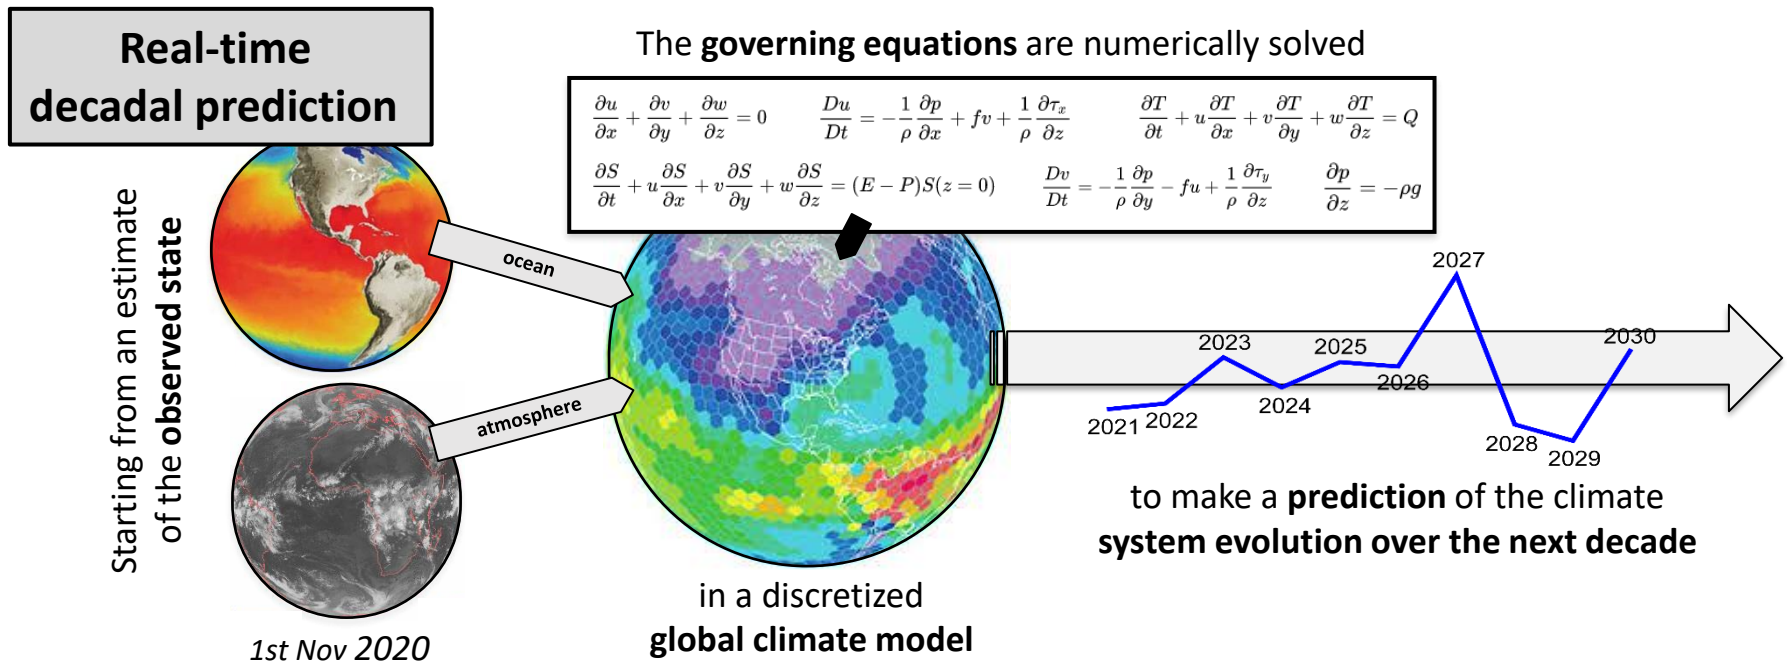 Real-time
decadal prediction
The governing equations are numerically solved
∂u/∂x + ∂v/∂y + ∂w/∂z = 0
Du/Dt = −1/ρ ∂p/∂x + fv + 1/ρ ∂τₓ/∂z
∂T/∂t + u ∂T/∂x + v ∂T/∂y + w ∂T/∂z = Q
∂S/∂t + u ∂S/∂x + v ∂S/∂y + w ∂S/∂z = (E − P)S(z = 0)
Dv/Dt = −1/ρ ∂p/∂y − fu + 1/ρ ∂τ_y/∂z
∂p/∂z = −ρg
Starting from an estimate
of the observed state
ocean
atmosphere
1st Nov 2020
in a discretized
global climate model
2021
2022
2023
2024
2025
2026
2027
2028
2029
2030
to make a prediction of the climate
system evolution over the next decade